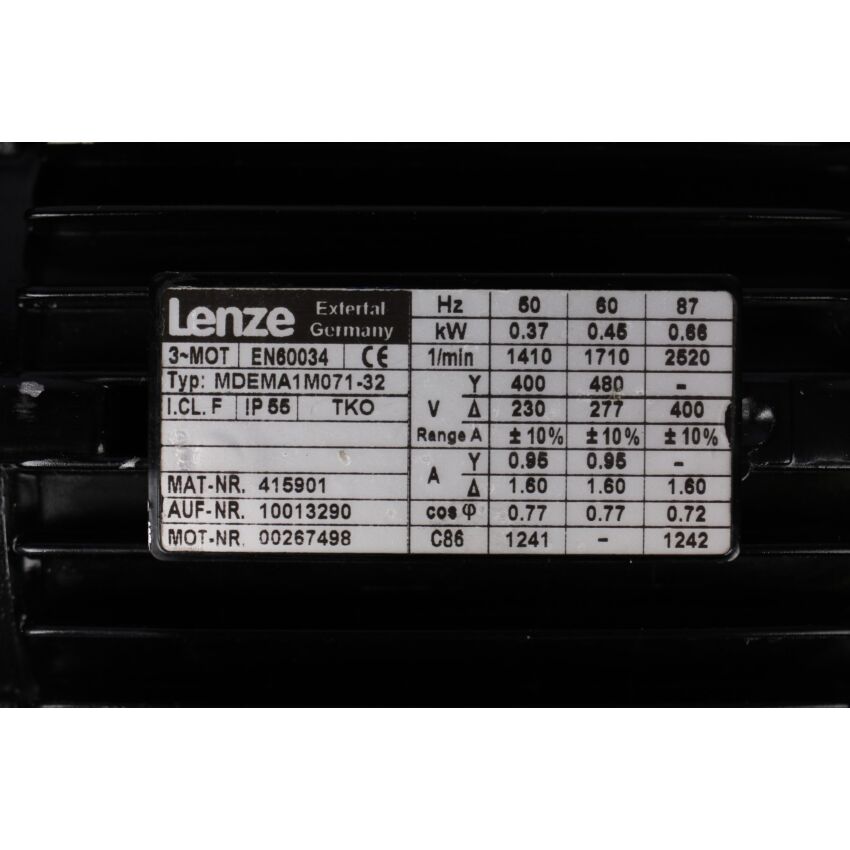 Lenze Extertal Germany
3~MOT EN60034 CE
Typ: MDEMA1M071-32
I.CL. F IP 55 TKO
MAT-NR. 415901
AUF-NR. 10013290
MOT-NR. 00267498
Hz 50 60 87
kW 0.37 0.45 0.66
1/min 1410 1710 2520
V Y 400 480 -
Δ 230 277 400
Range A ±10% ±10% ±10%
A Y 0.95 0.95 -
Δ 1.60 1.60 1.60
cos φ 0.77 0.77 0.72
C86 1241 - 1242